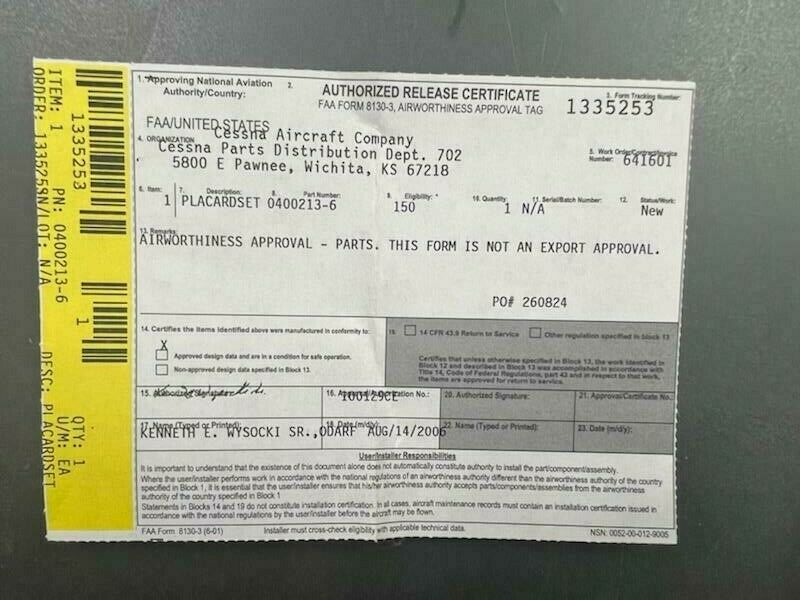 ITEM: 1 PN: 0400213-6 QTY: 1
1335253 1 U/M: EA
ORDER: 1335259N/LOT: N/A DESC: PLACARDSET
1. Approving National Aviation Authority/Country:
FAA/UNITED STATES
2.
AUTHORIZED RELEASE CERTIFICATE
FAA FORM 8130-3, AIRWORTHINESS APPROVAL TAG
3. Form Tracking Number:
1335253
4. ORGANIZATION
Cessna Aircraft Company
Cessna Parts Distribution Dept. 702
5800 E Pawnee, Wichita, KS 67218
5. Work Order/Contract/Invoice
Number: 641601
6. Item: 7. Description: 8. Part Number: 9. Eligibility: * 10. Quantity: 11. Serial/Batch Number: 12. Status/Work:
1 PLACARDSET 0400213-6 150 1 N/A New
13. Remarks:
AIRWORTHINESS APPROVAL - PARTS. THIS FORM IS NOT AN EXPORT APPROVAL.
PO# 260824
14. Certifies the items identified above were manufactured in conformity to:
X
Approved design data and are in a condition for safe operation.
Non-approved design data specified in Block 13.
19. 14 CFR 43.9 Return to Service Other regulation specified in block 13
Certifies that unless otherwise specified in Block 13, the work identified in
Block 12 and described in Block 13 was accomplished in accordance with
Title 14, Code of Federal Regulations, part 43 and in respect to that work,
the items are approved for return to service.
15. 16. Approval/Authorization No.: 20. Authorized Signature: 21. Approval/Certificate No.:
100129CE
17. Name (Typed or Printed): 18. Date (m/d/y): 22. Name (Typed or Printed): 23. Date (m/d/y):
KENNETH E. WYSOCKI SR.,ODARF AUG/14/2006
User/Installer Responsibilities
It is important to understand that the existence of this document alone does not automatically constitute authority to install the part/component/assembly.
Where the user/installer performs work in accordance with the national regulations of an airworthiness authority different than the airworthiness authority of the country
specified in Block 1, it is essential that the user/installer ensures that his/her airworthiness authority accepts parts/components/assemblies from the airworthiness
authority of the country specified in Block 1
Statements in Blocks 14 and 19 do not constitute installation certification. In all cases, aircraft maintenance records must contain an installation certification issued in
accordance with the national regulations by the user/installer before the aircraft may be flown.
FAA Form 8130-3 (6-01) Installer must cross-check eligibility with applicable technical data. NSN: 0052-00-012-9005